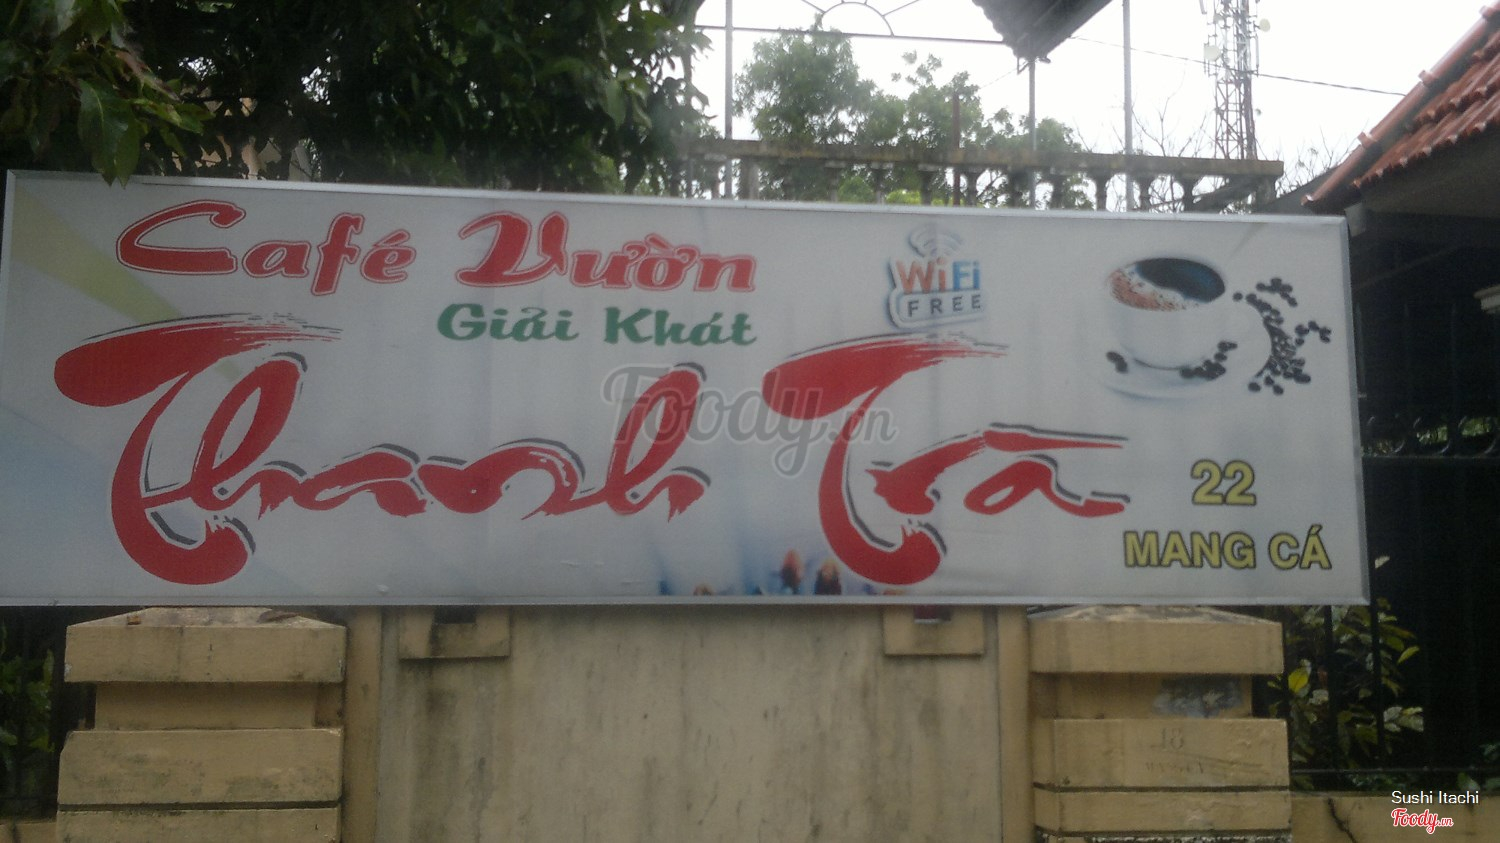 Café Vườn
Giải Khát
WiFi
FREE
Thanh Trà
22
MANG CÁ
Foody.vn
Sushi Itachi
Foody.vn